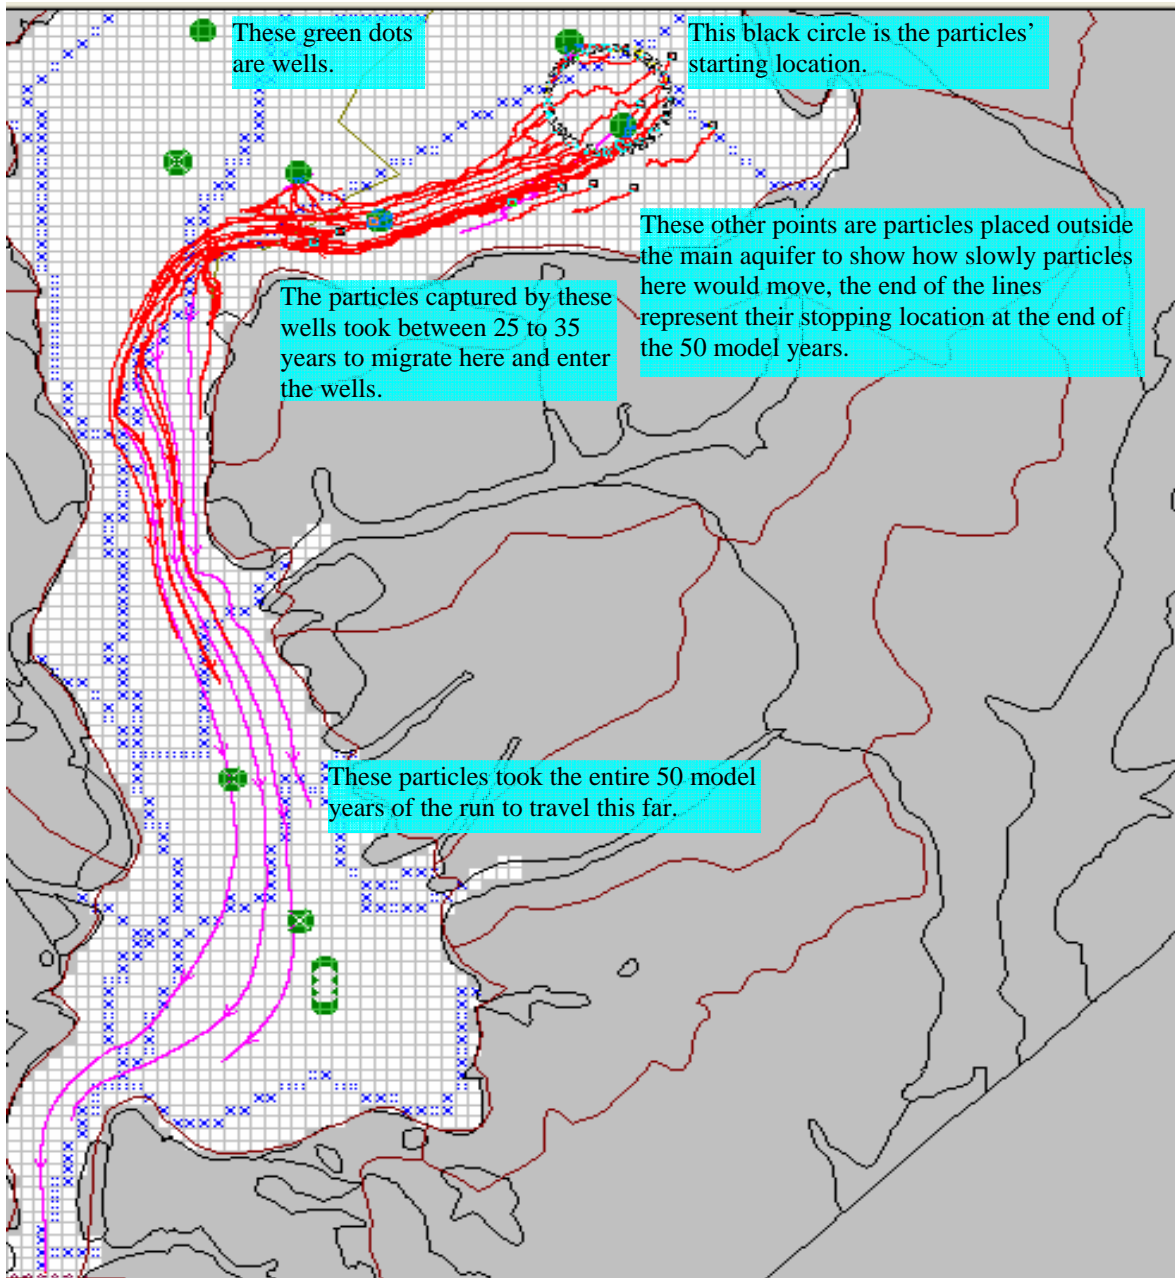 These green dots
are wells.
This black circle is the particles’
starting location.
These other points are particles placed outside
the main aquifer to show how slowly particles
here would move, the end of the lines
represent their stopping location at the end of
the 50 model years.
The particles captured by these
wells took between 25 to 35
years to migrate here and enter
the wells.
These particles took the entire 50 model
years of the run to travel this far.